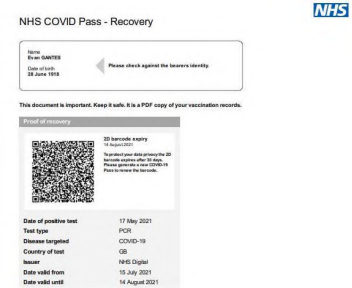 NHS
NHS COVID Pass - Recovery
Name
Evan GANTES
Date of birth
28 June 1918
Please check against the bearers identity.
This document is important. Keep it safe. It is a PDF copy of your vaccination records.
Proof of recovery
2D barcode expiry
14 August 2021
To protect your data privacy the 2D
barcode expires after 30 days.
Please generate a new COVID-19
Pass to renew the barcode.
Date of positive test 17 May 2021
Test type PCR
Disease targeted COVID-19
Country of test GB
Issuer NHS Digital
Date valid from 15 July 2021
Date valid until 14 August 2021